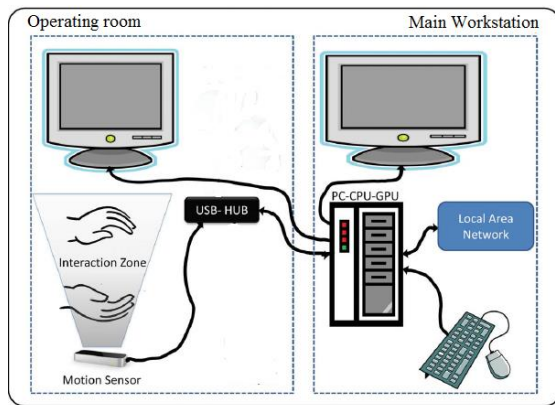 Operating room
Main Workstation
PC-CPU-GPU
USB- HUB
Local Area
Network
Interaction Zone
Motion Sensor